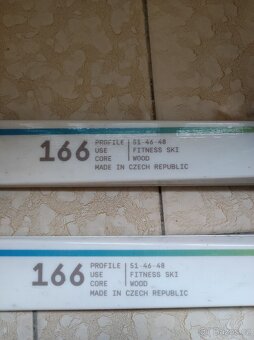 166
PROFILE | 51-46-48
USE | FITNESS SKI
CORE | WOOD
MADE IN CZECH REPUBLIC
166
PROFILE | 51-46-48
USE | FITNESS SKI
CORE | WOOD
MADE IN CZECH REPUBLIC